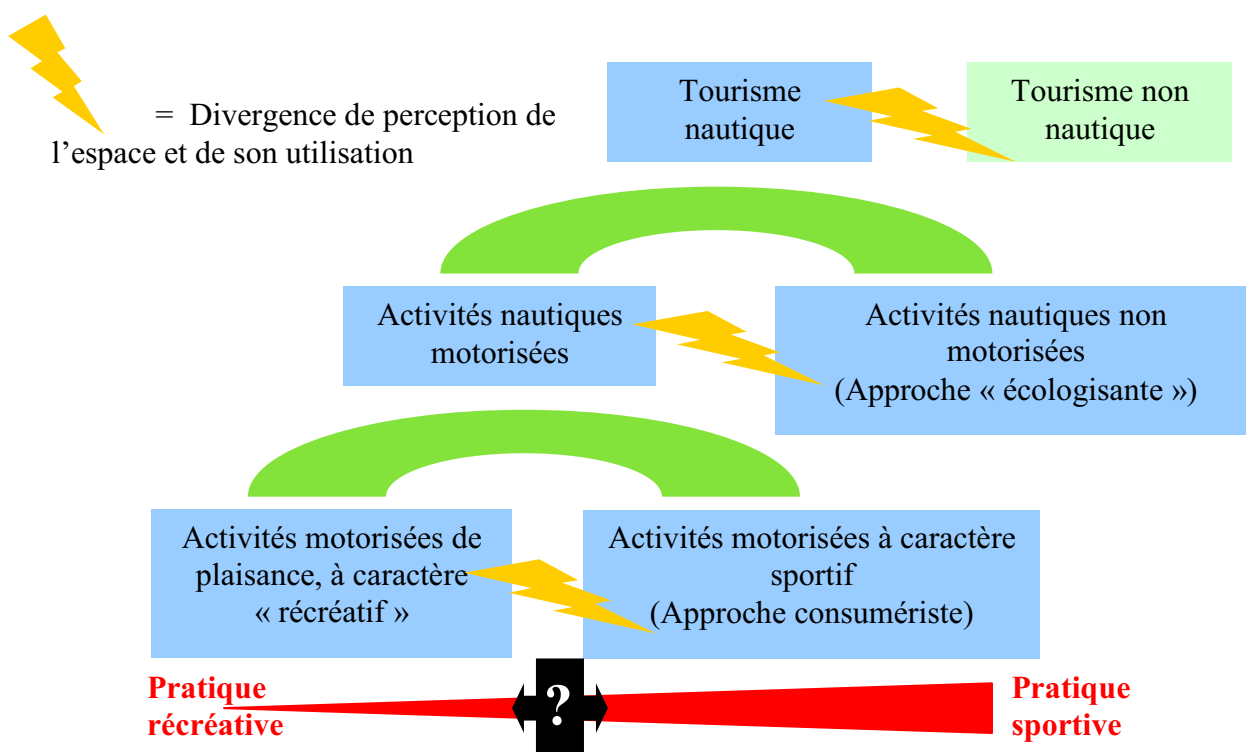 = Divergence de perception de
l’espace et de son utilisation
Tourisme
nautique
Tourisme non
nautique
Activités nautiques
motorisées
Activités nautiques non
motorisées
(Approche « écologisante »)
Activités motorisées de
plaisance, à caractère
« récréatif »
Activités motorisées à caractère
sportif
(Approche consumériste)
Pratique
récréative
?
Pratique
sportive